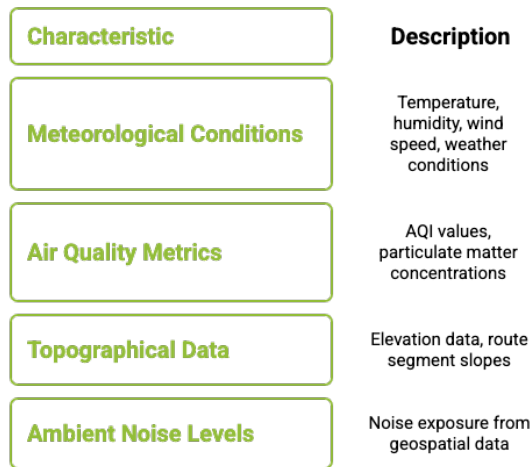 Characteristic
Description
Meteorological Conditions
Temperature,
humidity, wind
speed, weather
conditions
Air Quality Metrics
AQI values,
particulate matter
concentrations
Topographical Data
Elevation data, route
segment slopes
Ambient Noise Levels
Noise exposure from
geospatial data